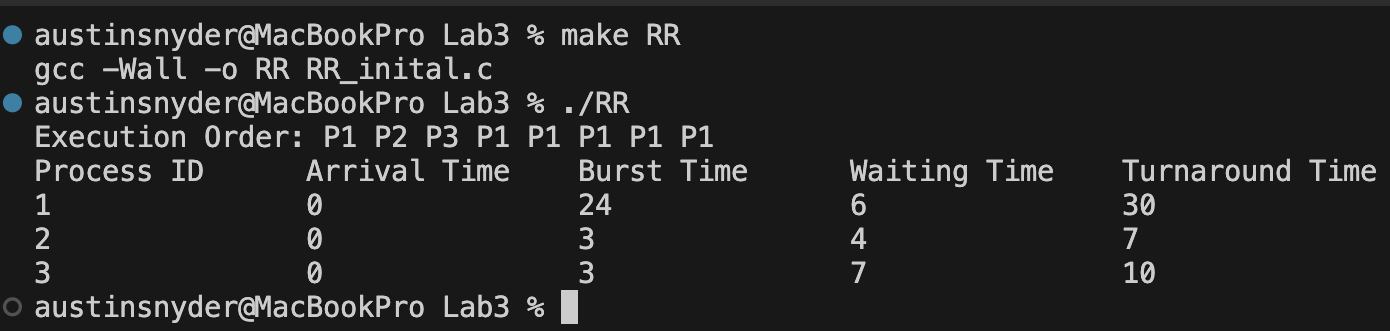 austinsnyder@MacBookPro Lab3 % make RR
gcc -Wall -o RR RR_inital.c
austinsnyder@MacBookPro Lab3 % ./RR
Execution Order: P1 P2 P3 P1 P1 P1 P1 P1
Process ID Arrival Time Burst Time Waiting Time Turnaround Time
1 0 24 6 30
2 0 3 4 7
3 0 3 7 10
austinsnyder@MacBookPro Lab3 %